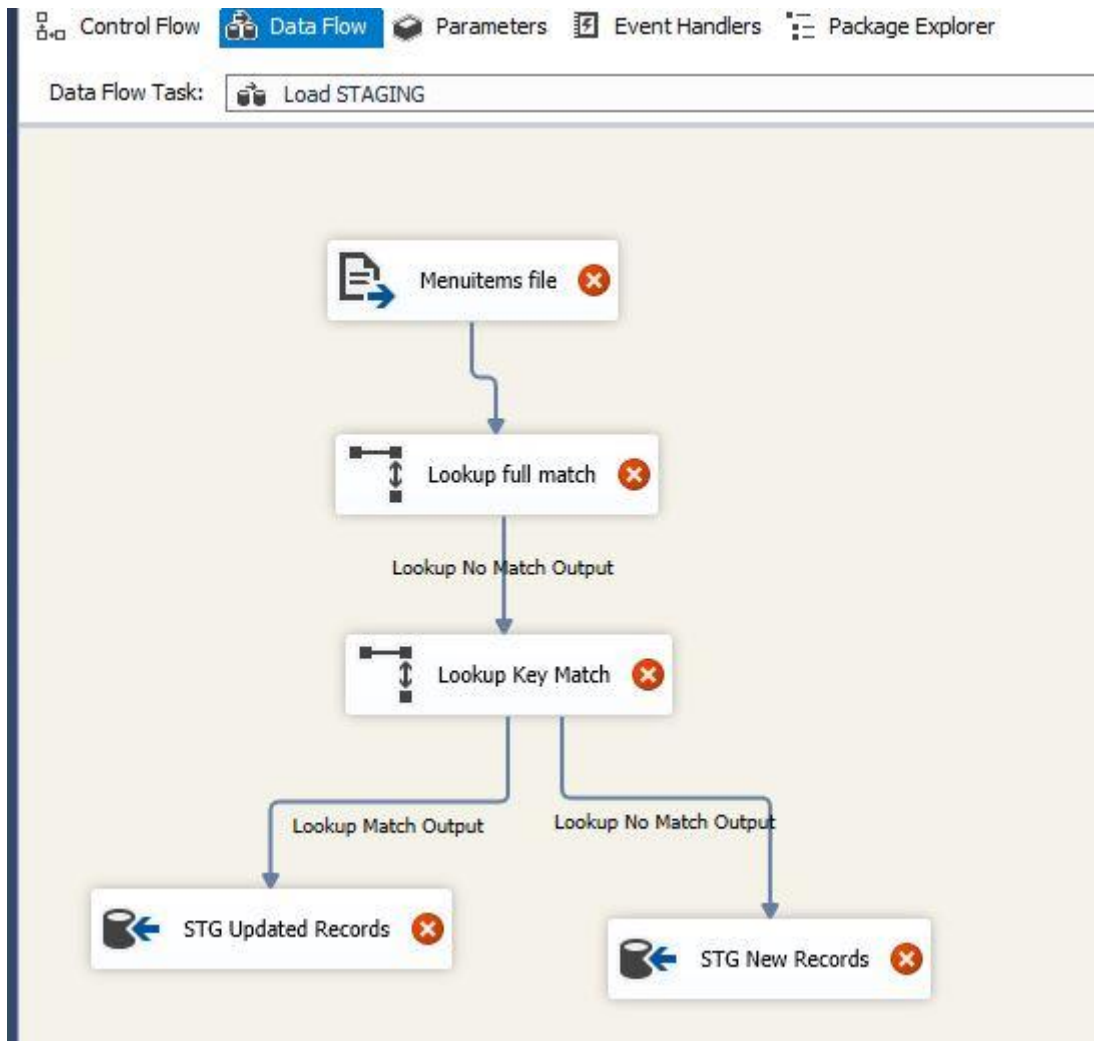 Control Flow Data Flow Parameters Event Handlers Package Explorer
Data Flow Task: Load STAGING
Menuitems file
Lookup full match
Lookup No Match Output
Lookup Key Match
Lookup Match Output Lookup No Match Output
STG Updated Records
STG New Records